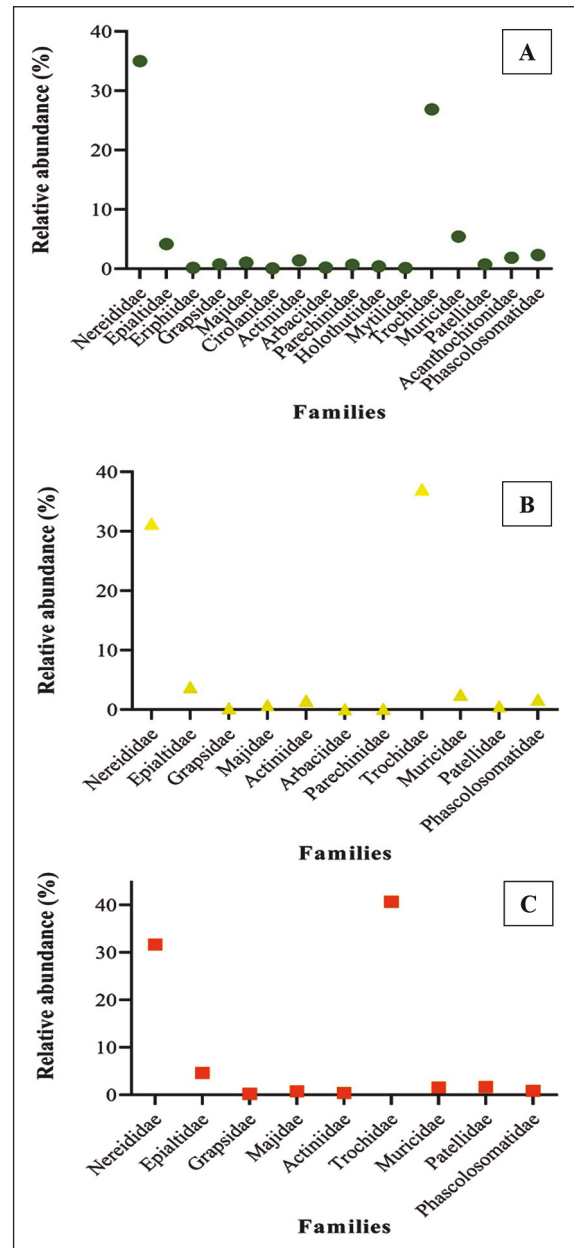 A
Relative abundance (%)
40
30
20
10
0
Nereididae
Epialtidae
Eriphiidae
Grapsidae
Majdae
Cirolanidae
Actiniidae
Arbaciidae
Parechinidae
Holothutiidae
Mytilidae
Trochidae
Muricidae
Patellidae
Acanthochitonidae
Phascolosomatidae
Families
B
Relative abundance (%)
40
30
20
10
0
Nereididae
Epialtidae
Grapsidae
Majidae
Actiniidae
Arbaciidae
Parechinidae
Trochidae
Muricidae
Patellidae
Phascolosomatidae
Families
C
Relative abundance (%)
40
30
20
10
0
Nereididae
Epialtidae
Grapsidae
Majidae
Actiniidae
Trochidae
Muricidae
Patellidae
Phascolosomatidae
Families